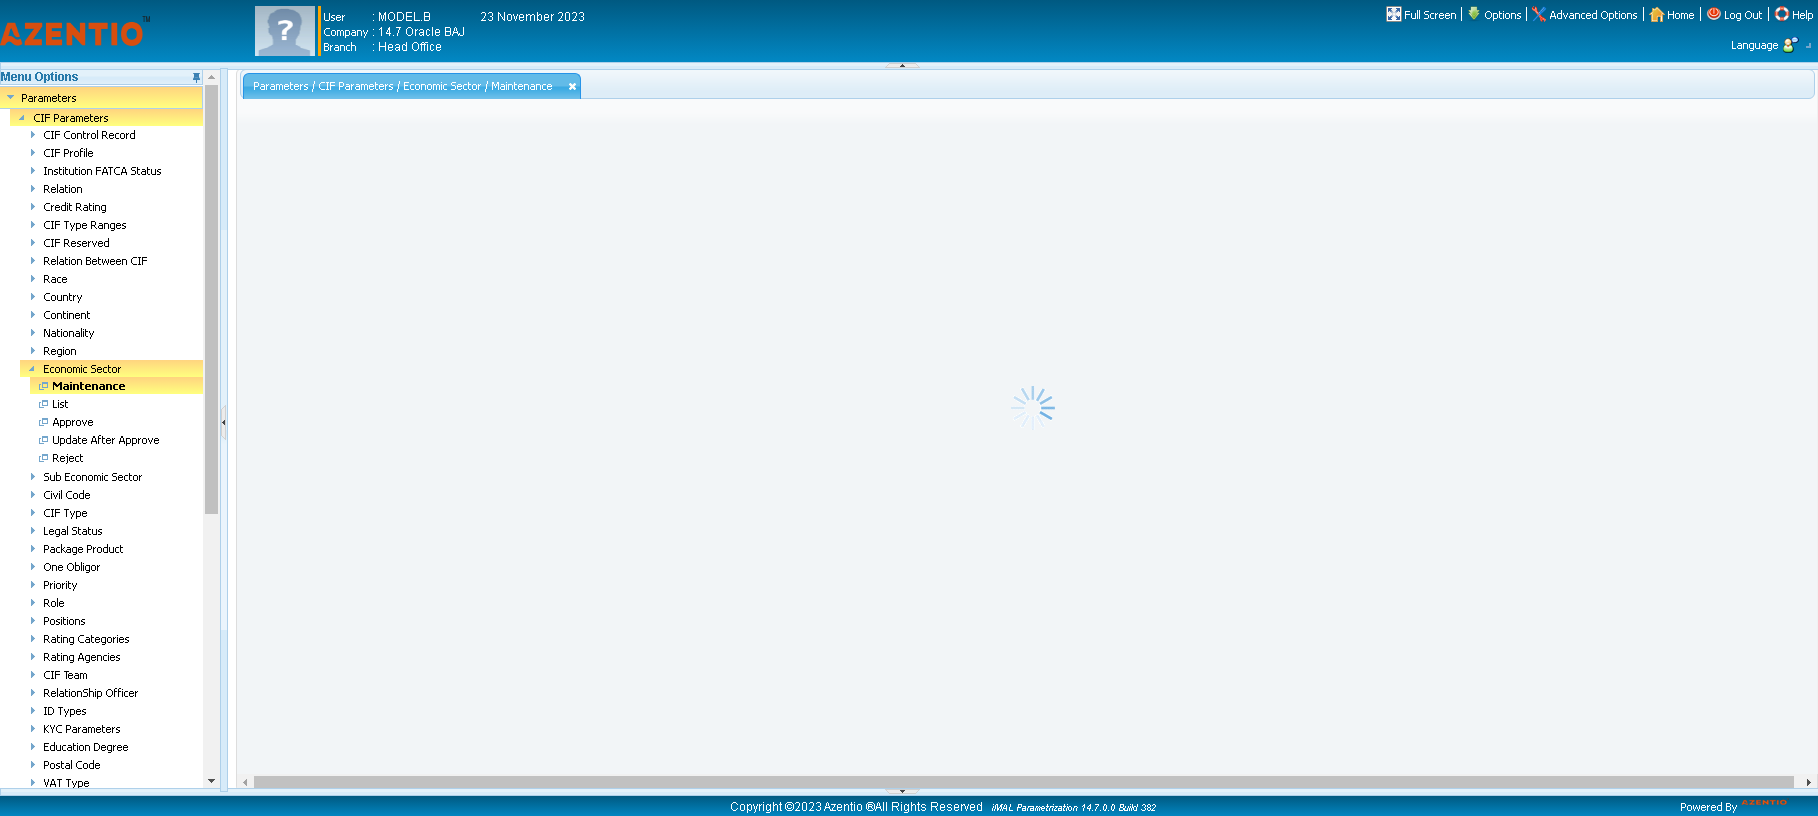 AZENTIO™
User : MODEL.B 23 November 2023
Company : 14.7 Oracle BAJ
Branch : Head Office
Full Screen | Options | Advanced Options | Home | Log Out | Help
Language
Menu Options
Parameters / CIF Parameters / Economic Sector / Maintenance
Parameters
CIF Parameters
CIF Control Record
CIF Profile
Institution FATCA Status
Relation
Credit Rating
CIF Type Ranges
CIF Reserved
Relation Between CIF
Race
Country
Continent
Nationality
Region
Economic Sector
Maintenance
List
Approve
Update After Approve
Reject
Sub Economic Sector
Civil Code
CIF Type
Legal Status
Package Product
One Obligor
Priority
Role
Positions
Rating Categories
Rating Agencies
CIF Team
RelationShip Officer
ID Types
KYC Parameters
Education Degree
Postal Code
VAT Type
Copyright ©2023 Azentio ®All Rights Reserved iMAL Parametrization 14.7.0.0 Build 382
Powered By AZENTIO